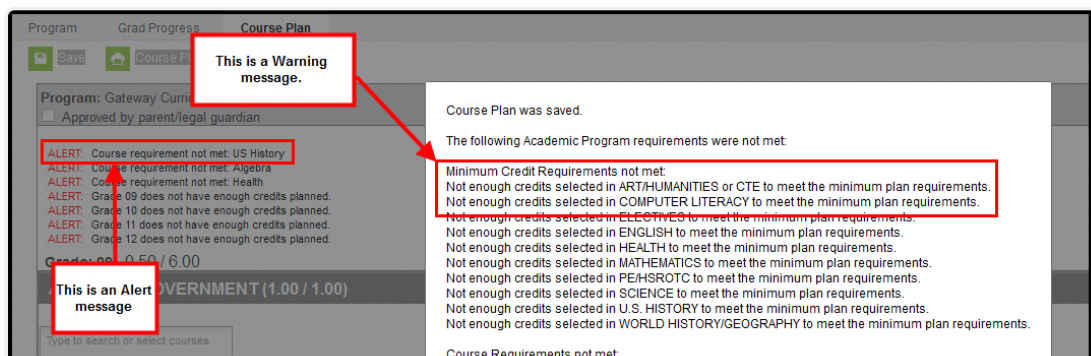 Program Grad Progress Course Plan
Save Course Pl
This is a Warning
message.
Program: Gateway Curri
Approved by parent/legal guardian
ALERT: Course requirement not met: US History
ALERT: Course requirement not met: Algebra
ALERT: Course requirement not met: Health
ALERT: Grade 09 does not have enough credits planned.
ALERT: Grade 10 does not have enough credits planned.
ALERT: Grade 11 does not have enough credits planned.
ALERT: Grade 12 does not have enough credits planned.
Grade: 09 0.50 / 6.00
VERNMENT (1.00 / 1.00)
This is an Alert
message
Type to search or select courses
Course Plan was saved.
The following Academic Program requirements were not met:
Minimum Credit Requirements not met:
Not enough credits selected in ART/HUMANITIES or CTE to meet the minimum plan requirements.
Not enough credits selected in COMPUTER LITERACY to meet the minimum plan requirements.
Not enough credits selected in ELECTIVES to meet the minimum plan requirements.
Not enough credits selected in ENGLISH to meet the minimum plan requirements.
Not enough credits selected in HEALTH to meet the minimum plan requirements.
Not enough credits selected in MATHEMATICS to meet the minimum plan requirements.
Not enough credits selected in PE/HSROTC to meet the minimum plan requirements.
Not enough credits selected in SCIENCE to meet the minimum plan requirements.
Not enough credits selected in U.S. HISTORY to meet the minimum plan requirements.
Not enough credits selected in WORLD HISTORY/GEOGRAPHY to meet the minimum plan requirements.
Course Requirements not met: